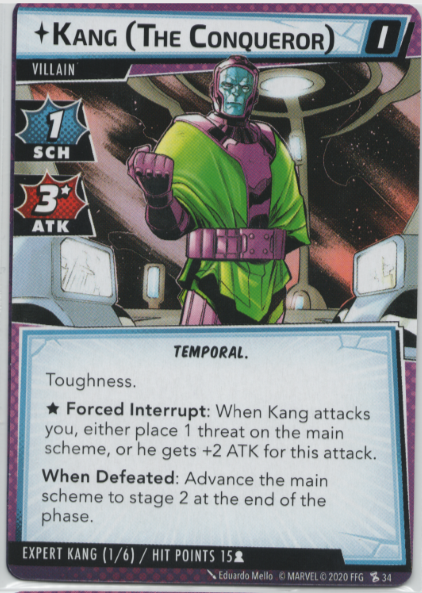 KANG (THE CONQUEROR)
I
VILLAIN
1
SCH
3★
ATK
TEMPORAL.
Toughness.
★ Forced Interrupt: When Kang attacks
you, either place 1 threat on the main
scheme, or he gets +2 ATK for this attack.
When Defeated: Advance the main
scheme to stage 2 at the end of the
phase.
EXPERT KANG (1/6) / HIT POINTS 15
Eduardo Mello © MARVEL © 2020 FFG 34